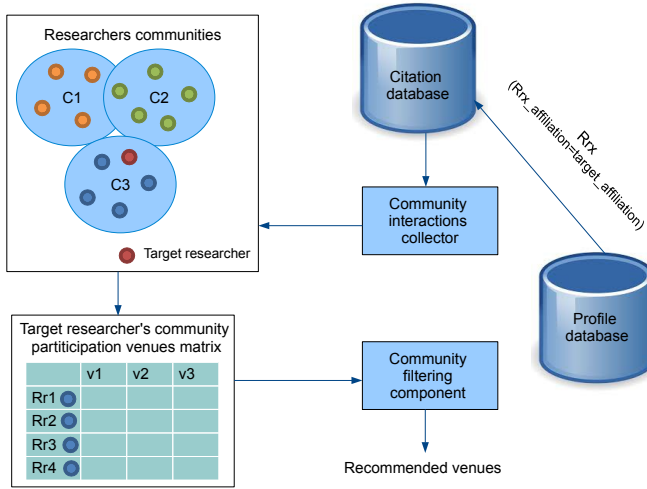 Researchers communities
C1
C2
C3
Target researcher
Citation
database
Rrx
(Rrx_affiliation=target_affiliation)
Community
interactions
collector
Profile
database
Target researcher's community
partiticipation venues matrix
v1 v2 v3
Rr1
Rr2
Rr3
Rr4
Community
filtering
component
Recommended venues